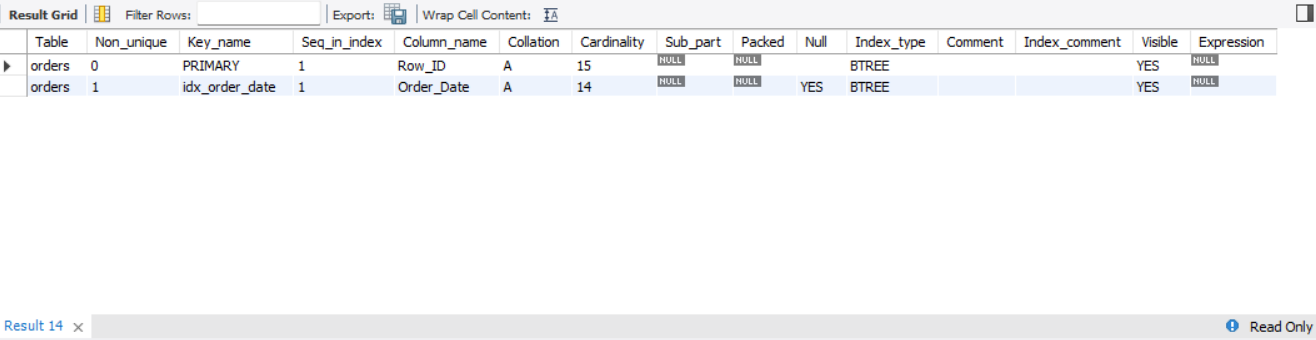 Result Grid Filter Rows: Export: Wrap Cell Content: IA
Table Non_unique Key_name Seq_in_index Column_name Collation Cardinality Sub_part Packed Null Index_type Comment Index_comment Visible Expression
orders 0 PRIMARY 1 Row_ID A 15 NULL NULL BTREE YES NULL
orders 1 idx_order_date 1 Order_Date A 14 NULL NULL YES BTREE YES NULL
Result 14 Read Only